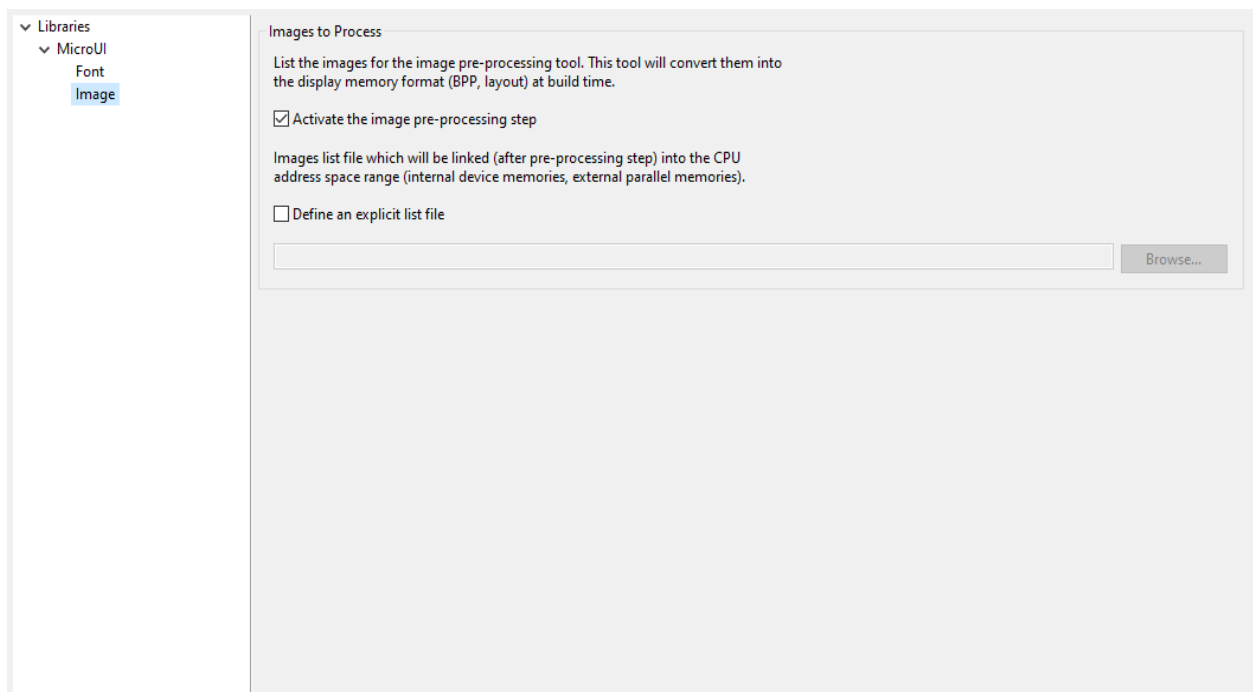 Libraries
MicroUI
Font
Image
Images to Process
List the images for the image pre-processing tool. This tool will convert them into
the display memory format (BPP, layout) at build time.
Activate the image pre-processing step
Images list file which will be linked (after pre-processing step) into the CPU
address space range (internal device memories, external parallel memories).
Define an explicit list file
Browse...